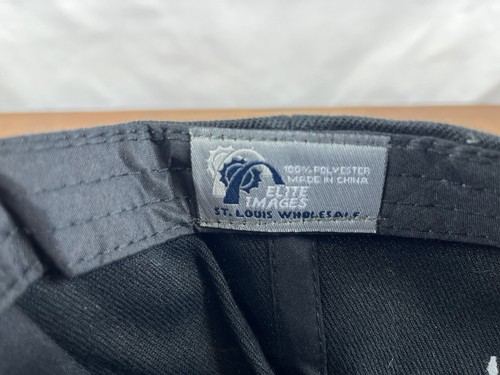 100% POLYESTER
MADE IN CHINA
ELITE
IMAGES
ST. LOUIS WHOLESALE